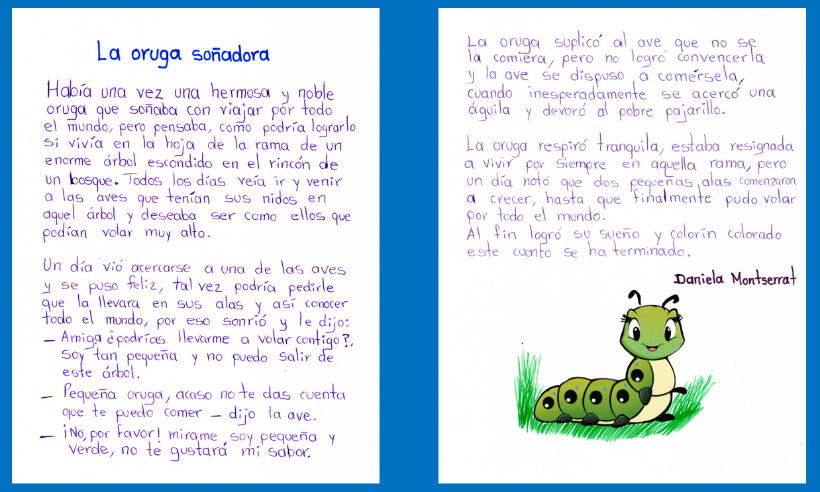 La oruga soñadora
Había una vez una hermosa y noble
oruga que soñaba con viajar por todo
el mundo, pero pensaba, como podría lograrlo
si vivía en la hoja de la rama de un
enorme árbol escondido en el rincón de
un bosque. Todos los días veía ir y venir
a las aves que tenían sus nidos en
aquel árbol y deseaba ser como ellos que
podían volar muy alto.
Un día vió acercarse a una de las aves
y se puso feliz, tal vez podría pedirle
que la llevara en sus alas y así conocer
todo el mundo, por eso sonrió y le dijo:
– Amiga ¿podrías llevarme a volar contigo?,
soy tan pequeña y no puedo salir de
este árbol.
– Pequeña oruga, acaso no te das cuenta
que te puedo comer – dijo la ave.
– ¡No, por favor! mirame, soy pequeña y
verde, no te gustará mi sabor.
La oruga suplicó al ave que no se
la comiera, pero no logró convencerla
y la ave se dispuso a comérsela,
cuando inesperadamente se acercó una
águila y devoró al pobre pajarillo.
La oruga respiró tranquila, estaba resignada
a vivir por siempre en aquella rama, pero
un día notó que dos pequeñas alas comenzaron
a crecer, hasta que finalmente pudo volar
por todo el mundo.
Al fin logró su sueño y colorín colorado
este cuento se ha terminado.
Daniela Montserrat